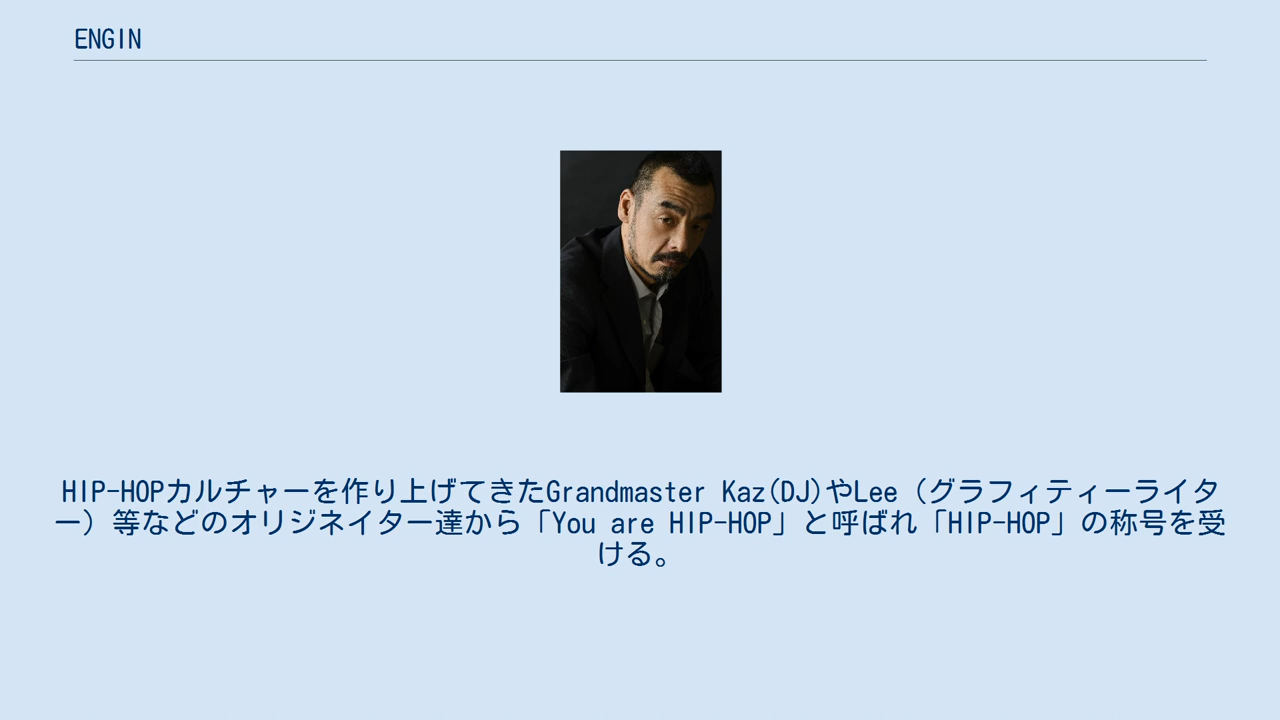 ENGIN
HIP-HOPカルチャーを作り上げてきたGrandmaster Kaz(DJ)やLee（グラフィティーライタ
ー）等などのオリジネイター達から「You are HIP-HOP」と呼ばれ「HIP-HOP」の称号を受
ける。